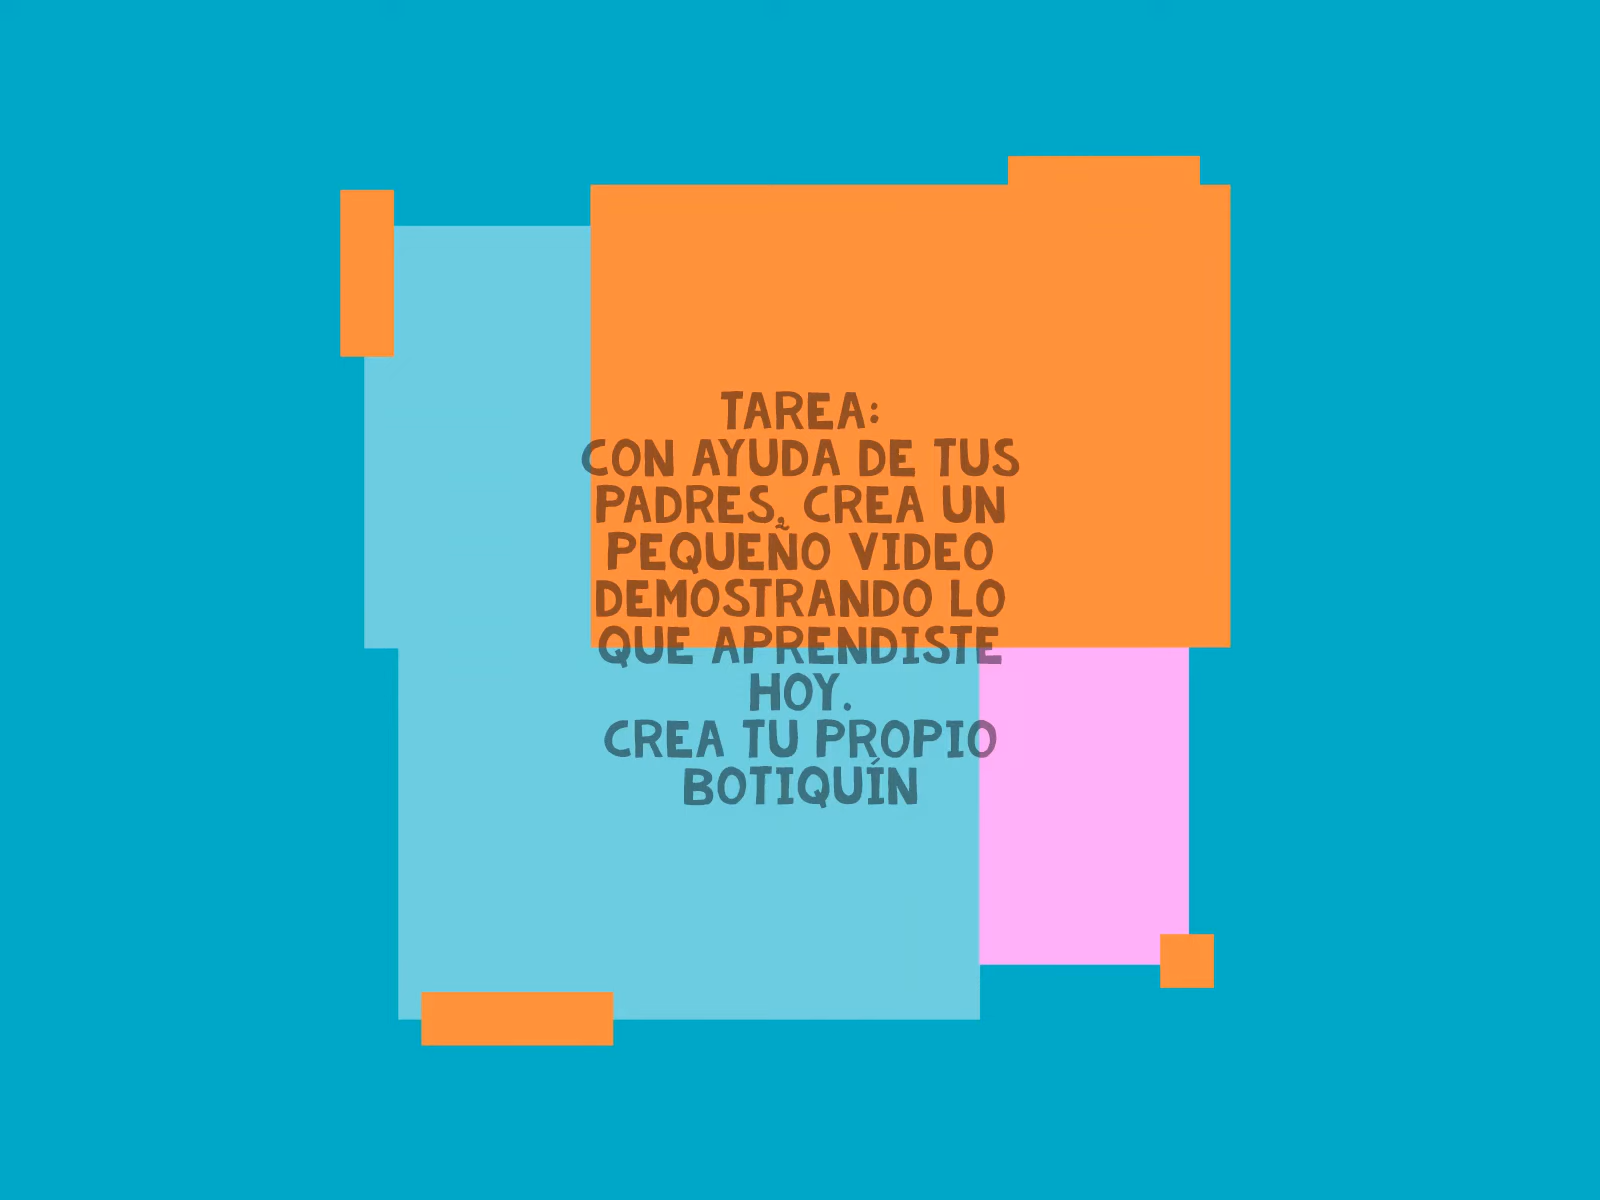 TAREA:
CON AYUDA DE TUS
PADRES, CREA UN
PEQUEÑO VIDEO
DEMOSTRANDO LO
QUE APRENDISTE
HOY.
CREA TU PROPIO
BOTIQUÍN